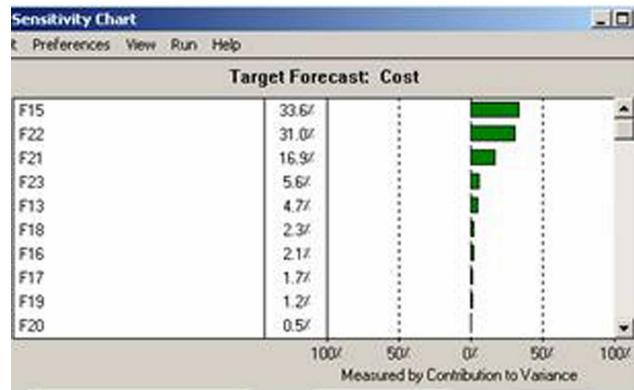 Sensitivity Chart
t Preferences View Run Help
Target Forecast: Cost
F15 33.6%
F22 31.0%
F21 16.9%
F23 5.6%
F13 4.7%
F18 2.3%
F16 2.1%
F17 1.7%
F19 1.2%
F20 0.5%
100% 50% 0% 50% 100%
Measured by Contribution to Variance